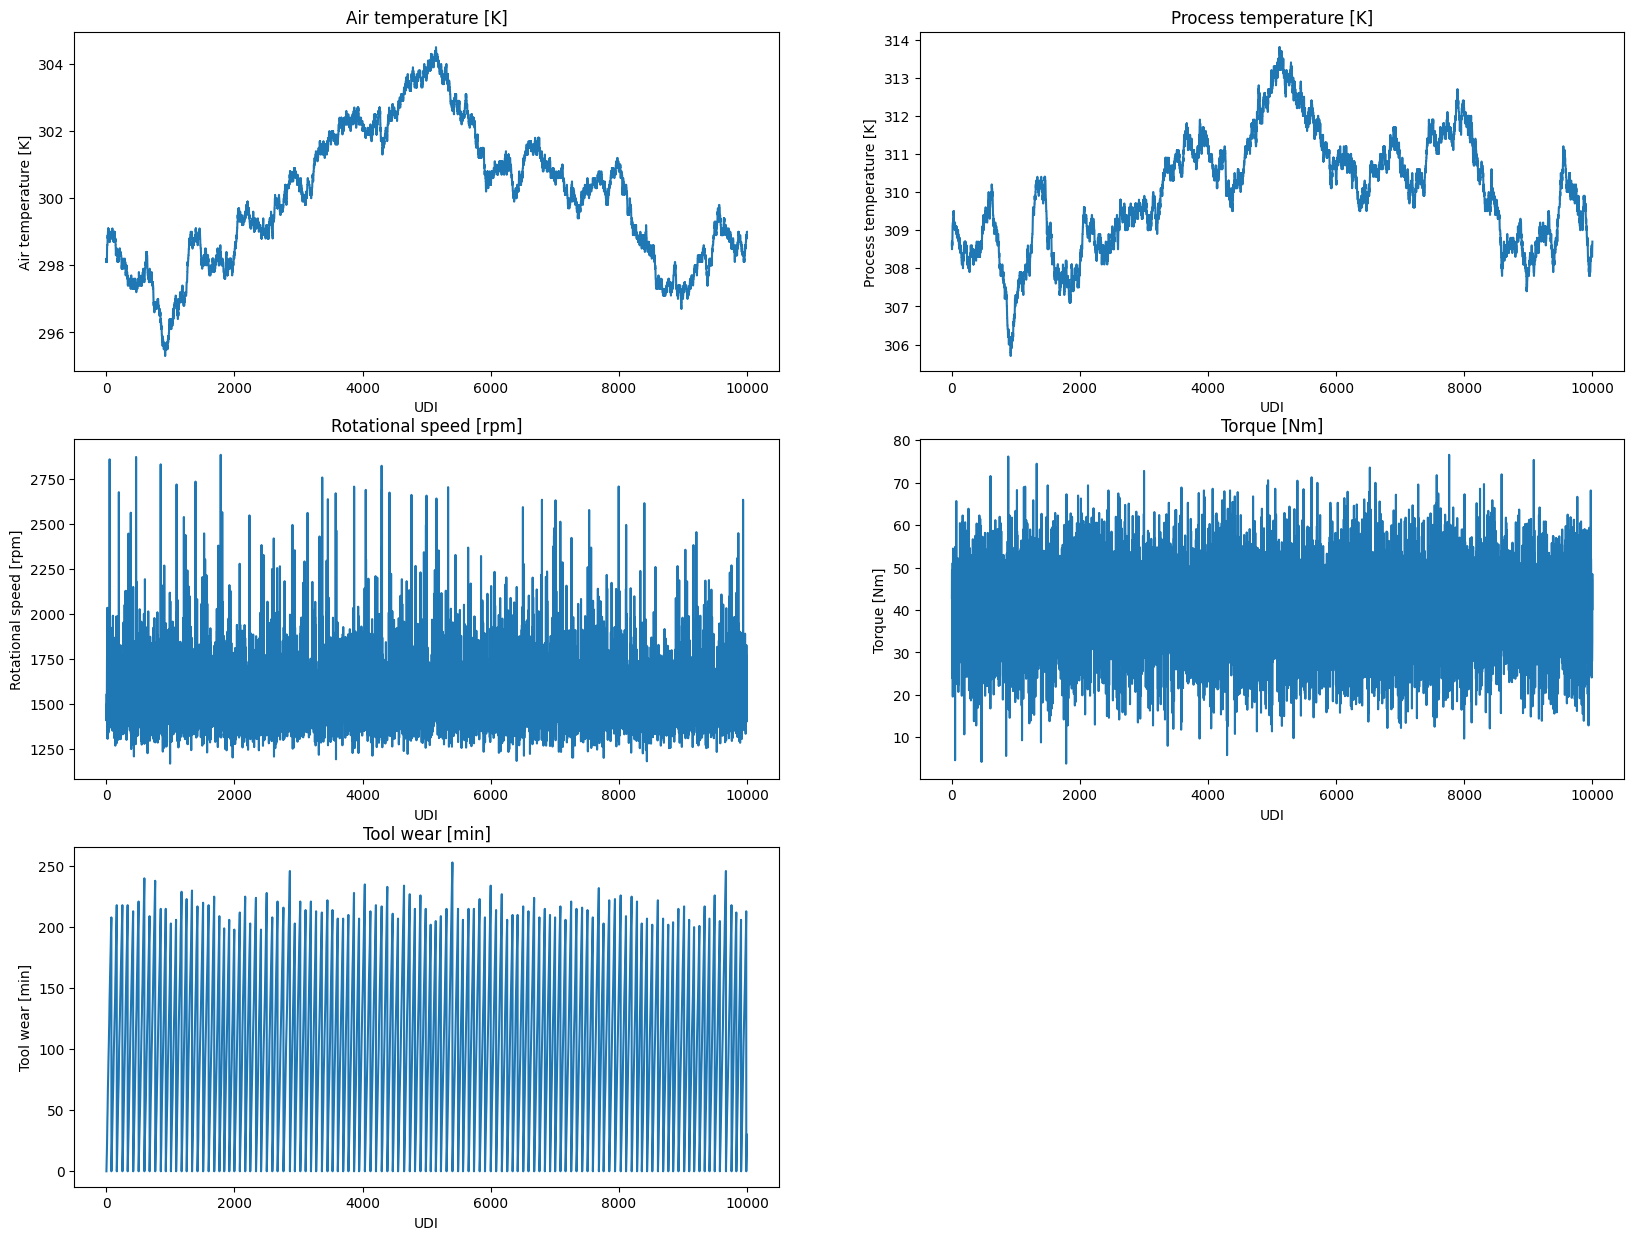 Air temperature [K]
Air temperature [K]
304
302
300
298
296
0 2000 4000 6000 8000 10000
UDI
Process temperature [K]
Process temperature [K]
314
313
312
311
310
309
308
307
306
0 2000 4000 6000 8000 10000
UDI
Rotational speed [rpm]
Rotational speed [rpm]
2750
2500
2250
2000
1750
1500
1250
0 2000 4000 6000 8000 10000
UDI
Torque [Nm]
Torque [Nm]
80
70
60
50
40
30
20
10
0 2000 4000 6000 8000 10000
UDI
Tool wear [min]
Tool wear [min]
250
200
150
100
50
0
0 2000 4000 6000 8000 10000
UDI